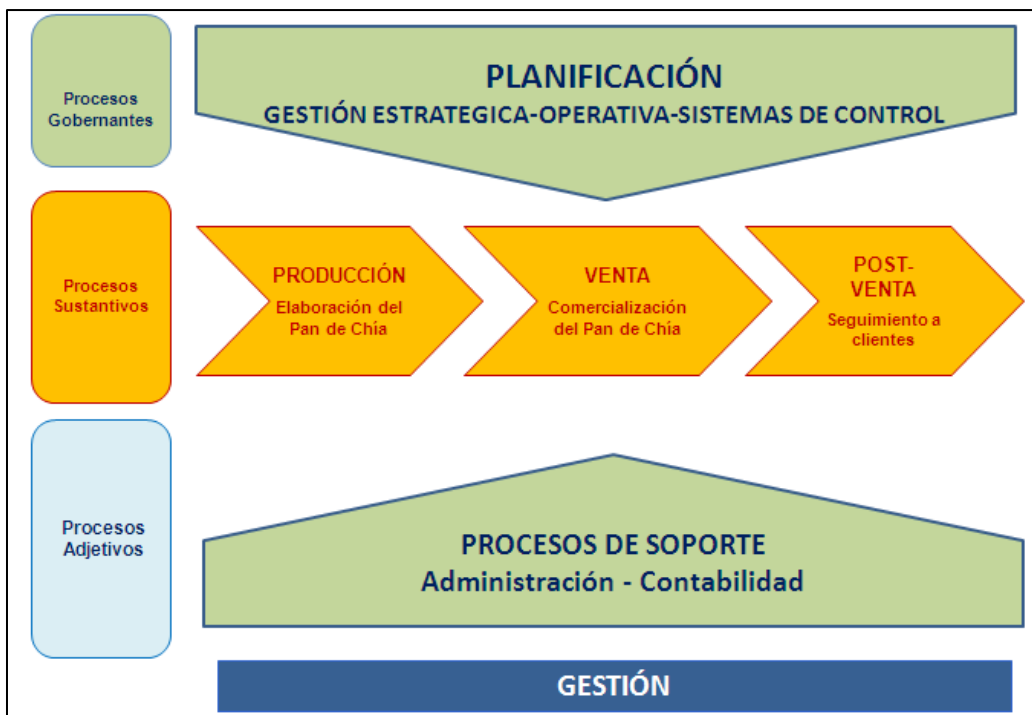 Procesos
Gobernantes
PLANIFICACIÓN
GESTIÓN ESTRATEGICA-OPERATIVA-SISTEMAS DE CONTROL
Procesos
Sustantivos
PRODUCCIÓN
Elaboración del
Pan de Chía
VENTA
Comercialización
del Pan de Chía
POST-
VENTA
Seguimiento a
clientes
Procesos
Adjetivos
PROCESOS DE SOPORTE
Administración - Contabilidad
GESTIÓN